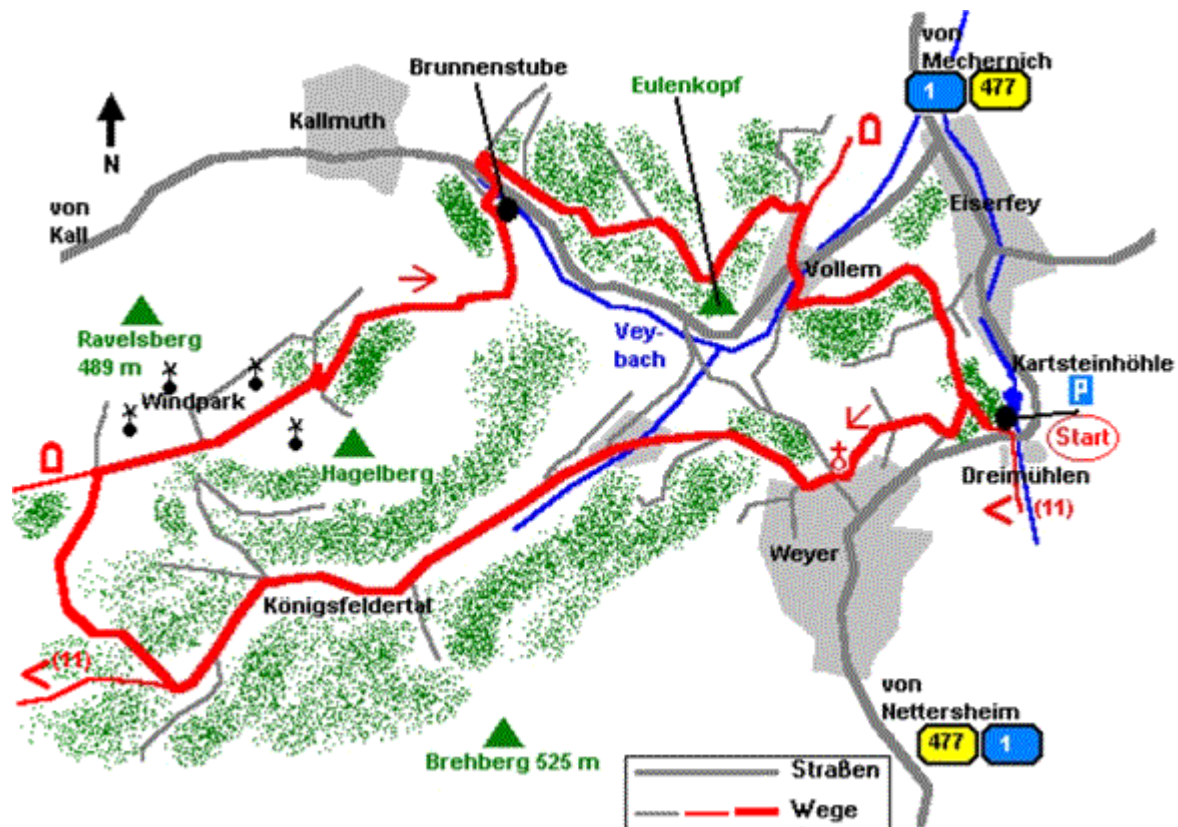 von
Mechernich
1
477
Brunnenstube
Eulenkopf
Kallmuth
N
von
Kall
Eiserfey
Vollem
Ravelsberg
489 m
Windpark
Vey-
bach
Kartsteinhöhle
P
Start
Hagelberg
Dreimühlen
(11)
Weyer
Königsfeldertal
(11)
von
Nettersheim
477
1
Brehberg 525 m
Straßen
Wege